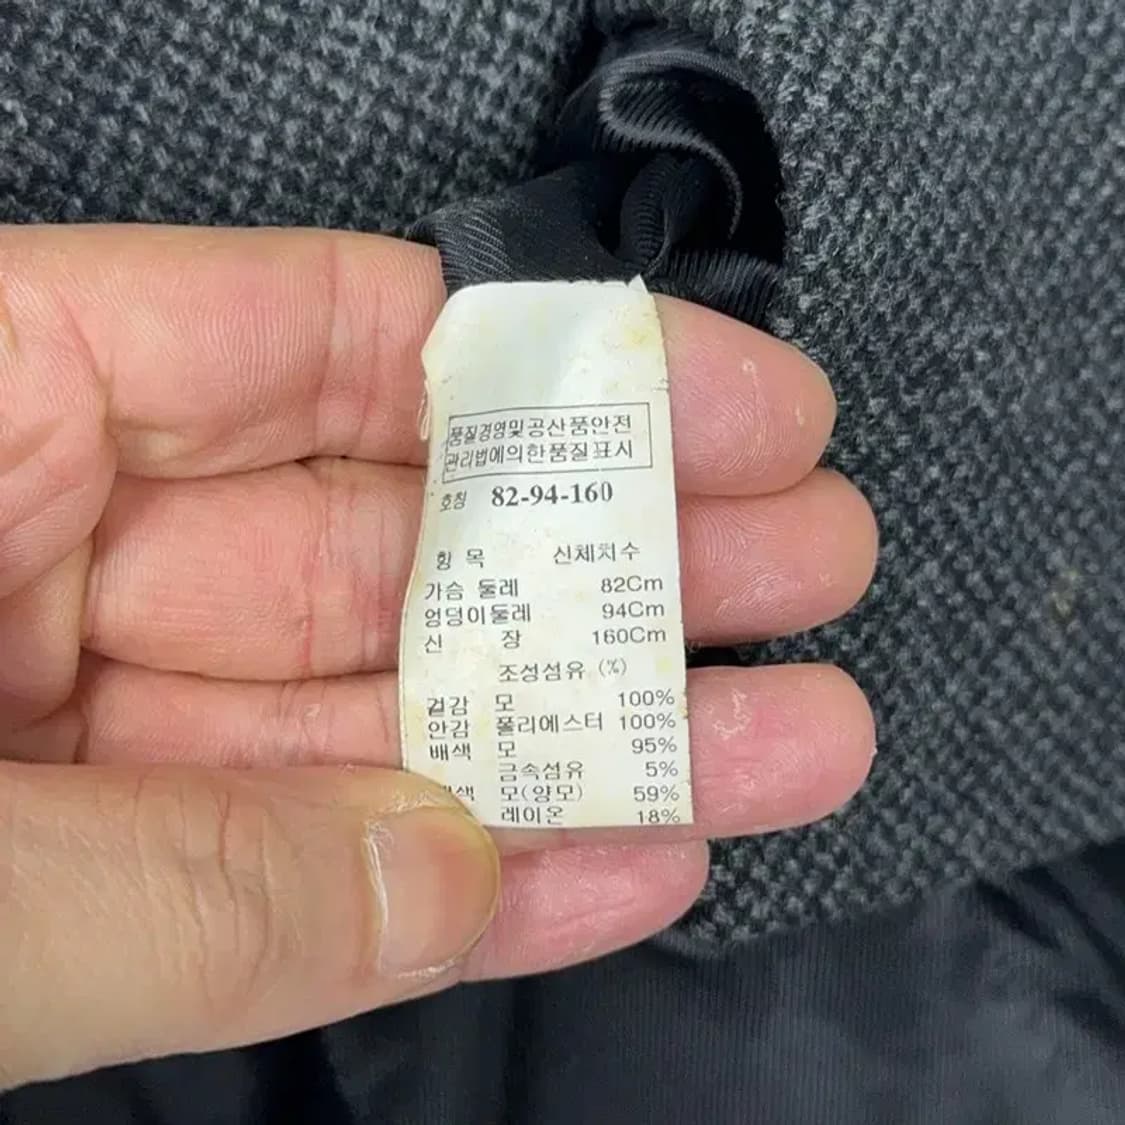 품질경영및공산품안전
관리법에의한품질표시
호칭 82-94-160
항 목 신체치수
가슴 둘레 82Cm
엉덩이둘레 94Cm
신 장 160Cm
조성섬유 (%)
겉감 모 100%
안감 폴리에스터 100%
배색 모 95%
금속섬유 5%
색 모(양모) 59%
레이온 18%